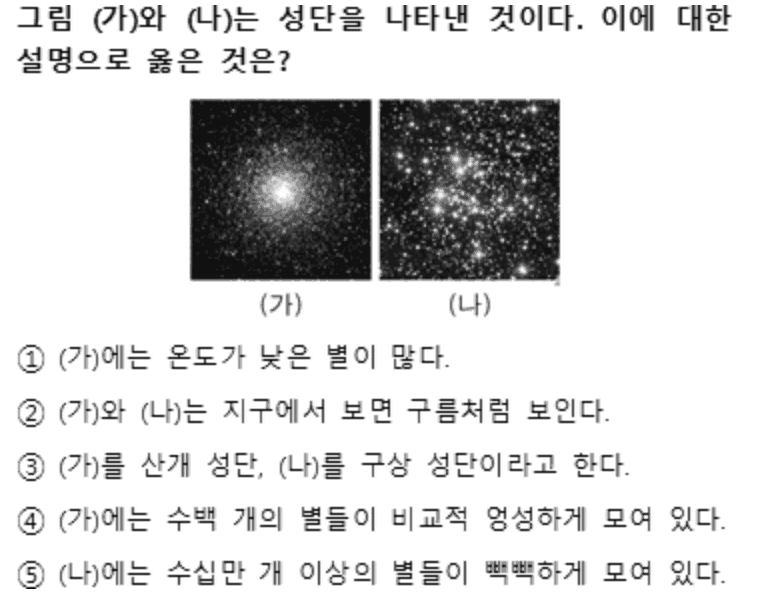 그림 (가)와 (나)는 성단을 나타낸 것이다. 이에 대한
설명으로 옳은 것은?
(가) (나)
① (가)에는 온도가 낮은 별이 많다.
② (가)와 (나)는 지구에서 보면 구름처럼 보인다.
③ (가)를 산개 성단, (나)를 구상 성단이라고 한다.
④ (가)에는 수백 개의 별들이 비교적 엉성하게 모여 있다.
⑤ (나)에는 수십만 개 이상의 별들이 빽빽하게 모여 있다.